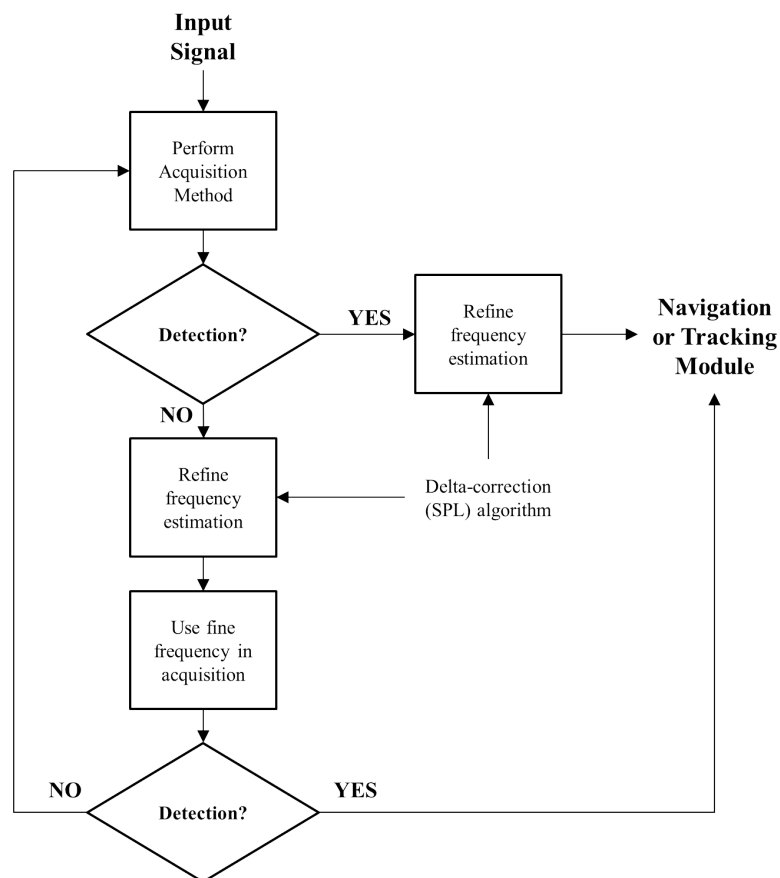 Input
Signal
Perform
Acquisition
Method
Detection?
YES
Refine
frequency
estimation
Navigation
or Tracking
Module
NO
Refine
frequency
estimation
Delta-correction
(SPL) algorithm
Use fine
frequency in
acquisition
NO
Detection?
YES